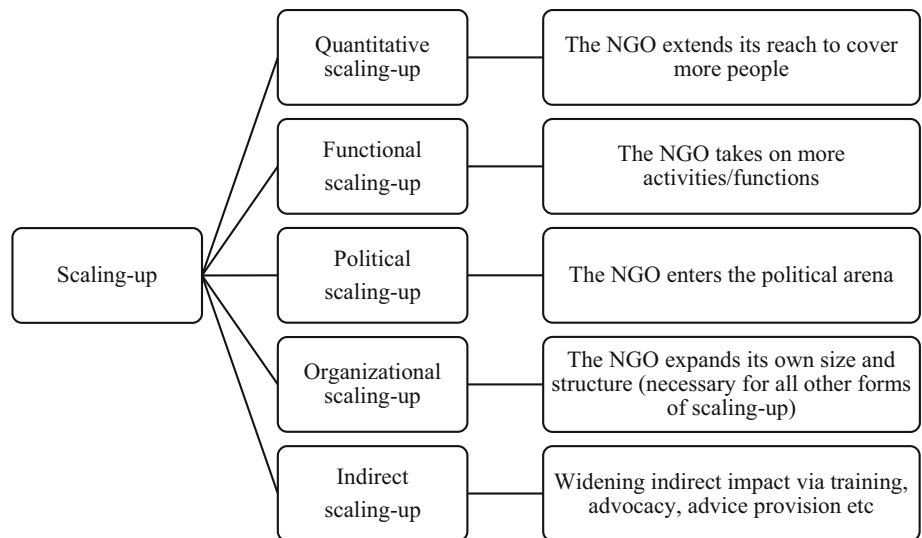 Quantitative
scaling-up
The NGO extends its reach to cover
more people
Functional
scaling-up
The NGO takes on more
activities/functions
Scaling-up
Political
scaling-up
The NGO enters the political arena
Organizational
scaling-up
The NGO expands its own size and
structure (necessary for all other forms
of scaling-up)
Indirect
scaling-up
Widening indirect impact via training,
advocacy, advice provision etc